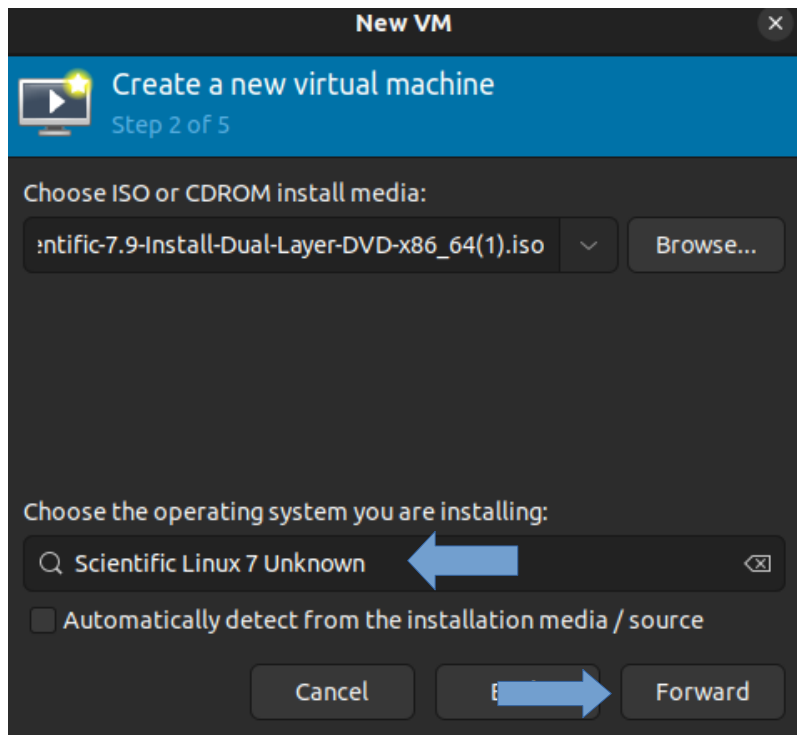 New VM
Create a new virtual machine
Step 2 of 5
Choose ISO or CDROM install media:
entific-7.9-Install-Dual-Layer-DVD-x86_64(1).iso
Browse...
Choose the operating system you are installing:
Scientific Linux 7 Unknown
Automatically detect from the installation media / source
Cancel
Forward